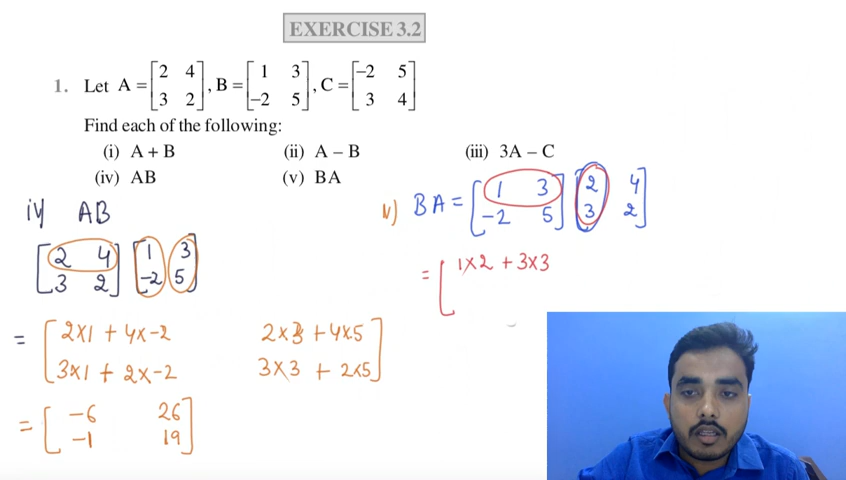 EXERCISE 3.2
1. Let A = [2 4
3 2], B = [1 3
−2 5], C = [−2 5
3 4]
Find each of the following:
(i) A + B (ii) A − B (iii) 3A − C
(iv) AB (v) BA
iv) AB
[2 4
3 2] [1 3
−2 5]
= [2×1 + 4×−2 2×3 + 4×5
3×1 + 2×−2 3×3 + 2×5]
= [−6 26
−1 19]
v) BA = [1 3
−2 5] [2 4
3 2]
= [1×2 + 3×3